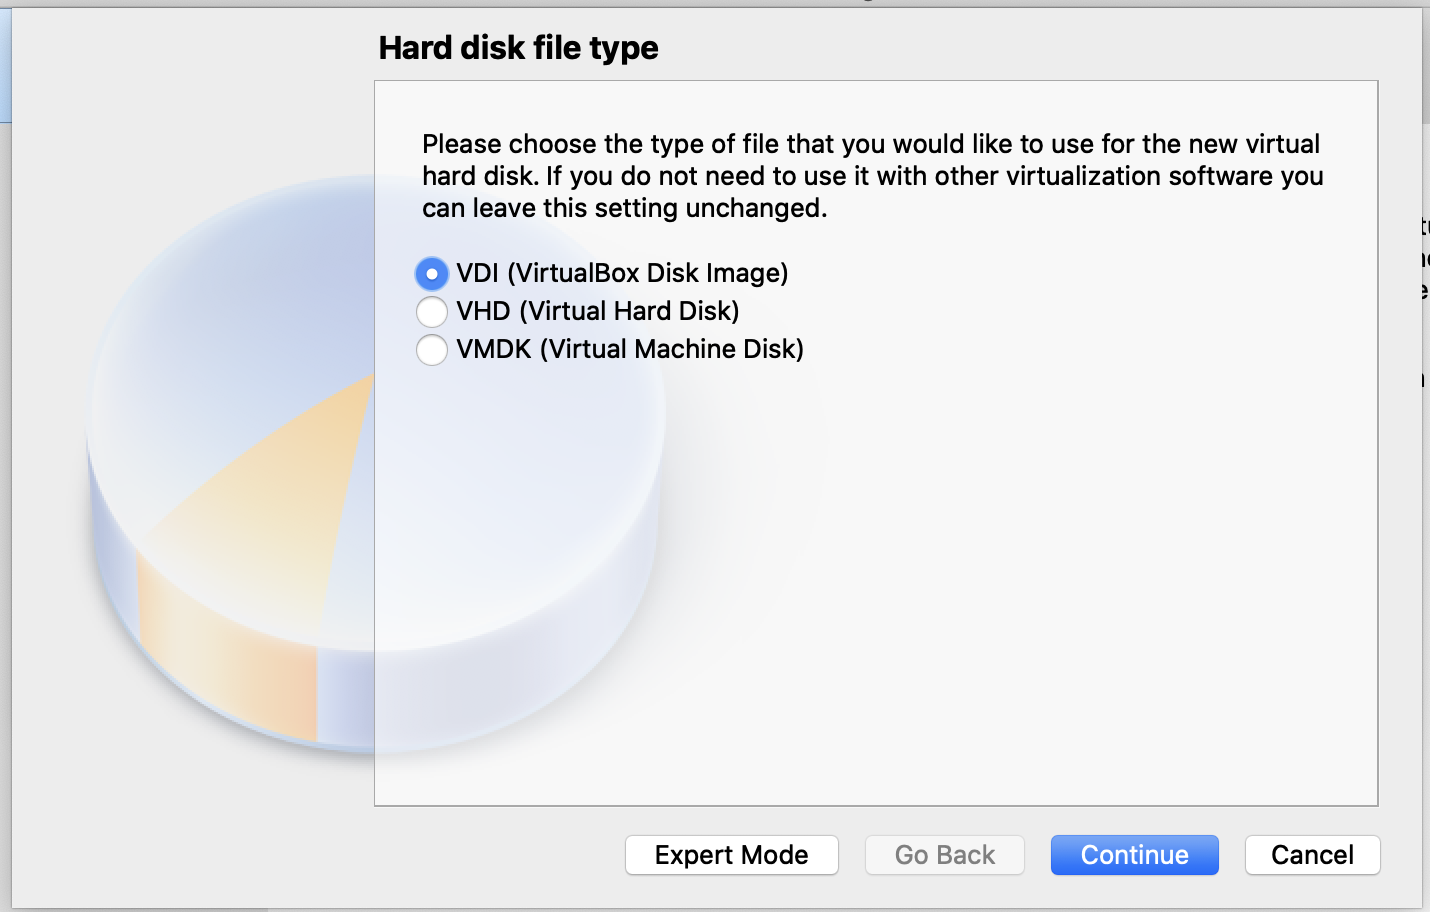 Hard disk file type
Please choose the type of file that you would like to use for the new virtual
hard disk. If you do not need to use it with other virtualization software you
can leave this setting unchanged.
VDI (VirtualBox Disk Image)
VHD (Virtual Hard Disk)
VMDK (Virtual Machine Disk)
Expert Mode
Go Back
Continue
Cancel